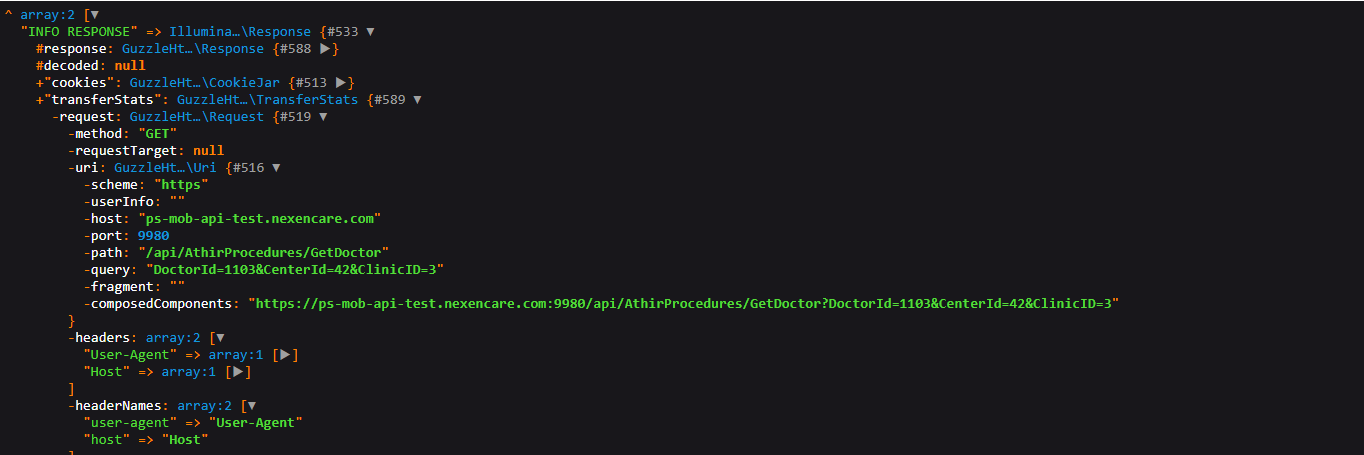 ^ array:2 [▼
"INFO RESPONSE" => Illumina…\Response {#533 ▼
#response: GuzzleHt…\Response {#588 ▶}
#decoded: null
+"cookies": GuzzleHt…\CookieJar {#513 ▶}
+"transferStats": GuzzleHt…\TransferStats {#589 ▼
-request: GuzzleHt…\Request {#519 ▼
-method: "GET"
-requestTarget: null
-uri: GuzzleHt…\Uri {#516 ▼
-scheme: "https"
-userInfo: ""
-host: "ps-mob-api-test.nexencare.com"
-port: 9980
-path: "/api/AthirProcedures/GetDoctor"
-query: "DoctorId=1103&CenterId=42&ClinicID=3"
-fragment: ""
-composedComponents: "https://ps-mob-api-test.nexencare.com:9980/api/AthirProcedures/GetDoctor?DoctorId=1103&CenterId=42&ClinicID=3"
}
-headers: array:2 [▼
"User-Agent" => array:1 [▶]
"Host" => array:1 [▶]
]
-headerNames: array:2 [▼
"user-agent" => "User-Agent"
"host" => "Host"
]